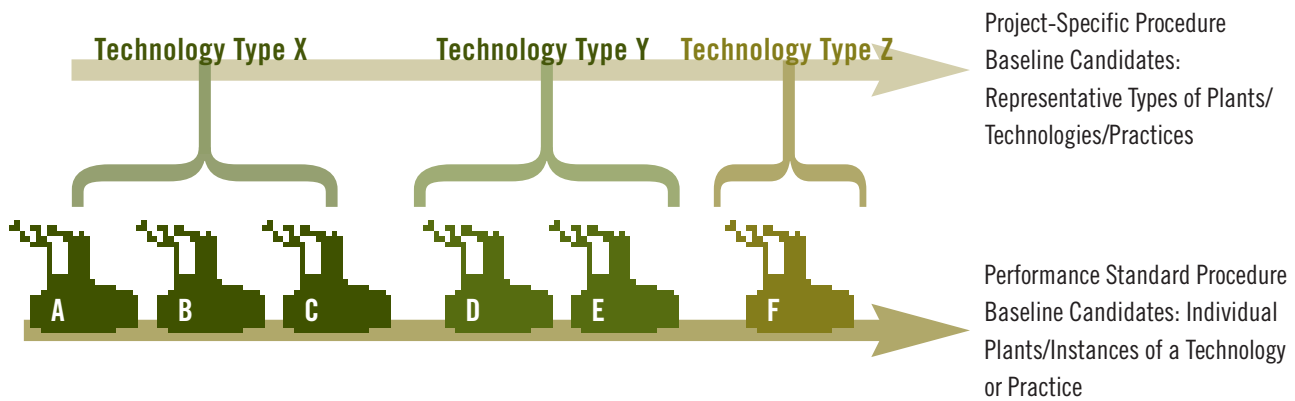 Technology Type X
Technology Type Y
Technology Type Z
Project-Specific Procedure
Baseline Candidates:
Representative Types of Plants/
Technologies/Practices
A
B
C
D
E
F
Performance Standard Procedure
Baseline Candidates: Individual
Plants/Instances of a Technology
or Practice